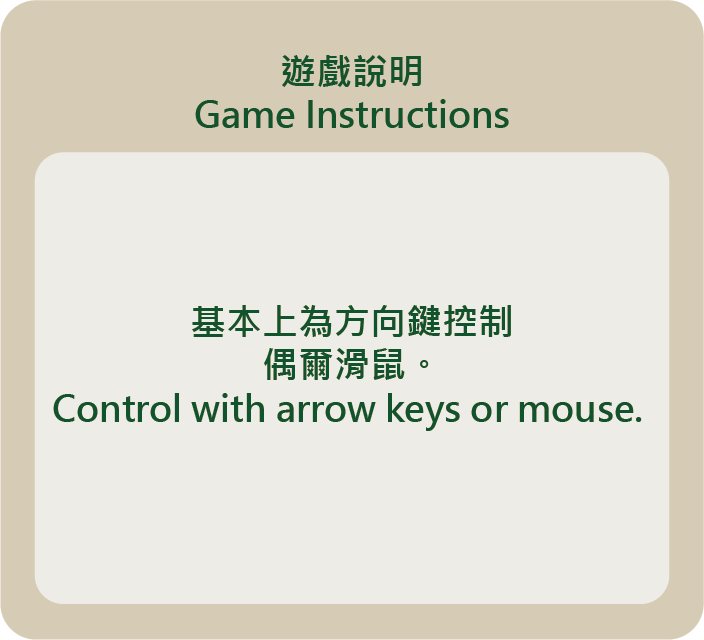 遊戲說明
Game Instructions
基本上為方向鍵控制
偶爾滑鼠。
Control with arrow keys or mouse.